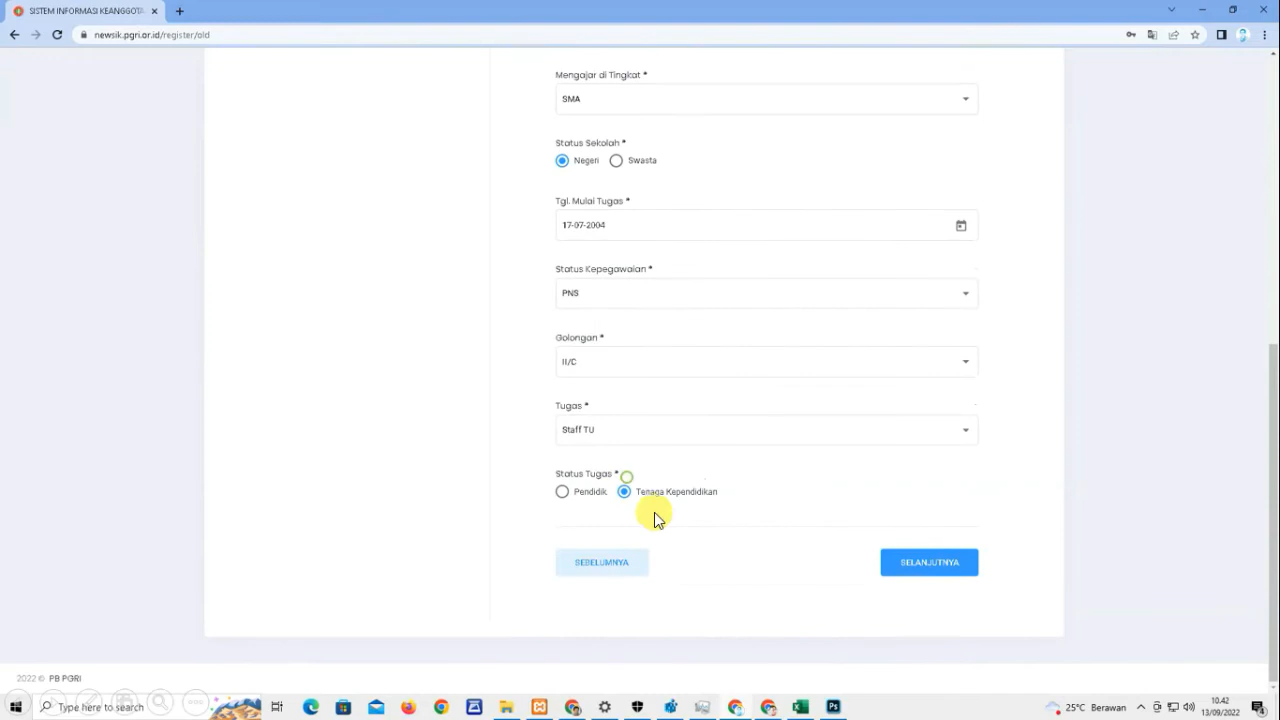 SISTEM INFORMASI KEANGGOTA
newsik.pgri.or.id/register/old
Mengajar di Tingkat *
SMA
Status Sekolah *
Negeri Swasta
Tgl. Mulai Tugas *
17-07-2004
Status Kepegawaian *
PNS
Golongan *
II/C
Tugas *
Staff TU
Status Tugas *
Pendidik Tenaga Kependidikan
SEBELUMNYA SELANJUTNYA
2022 © PB PGRI
Type here to search
25°C Berawan
10.42
13/09/2022